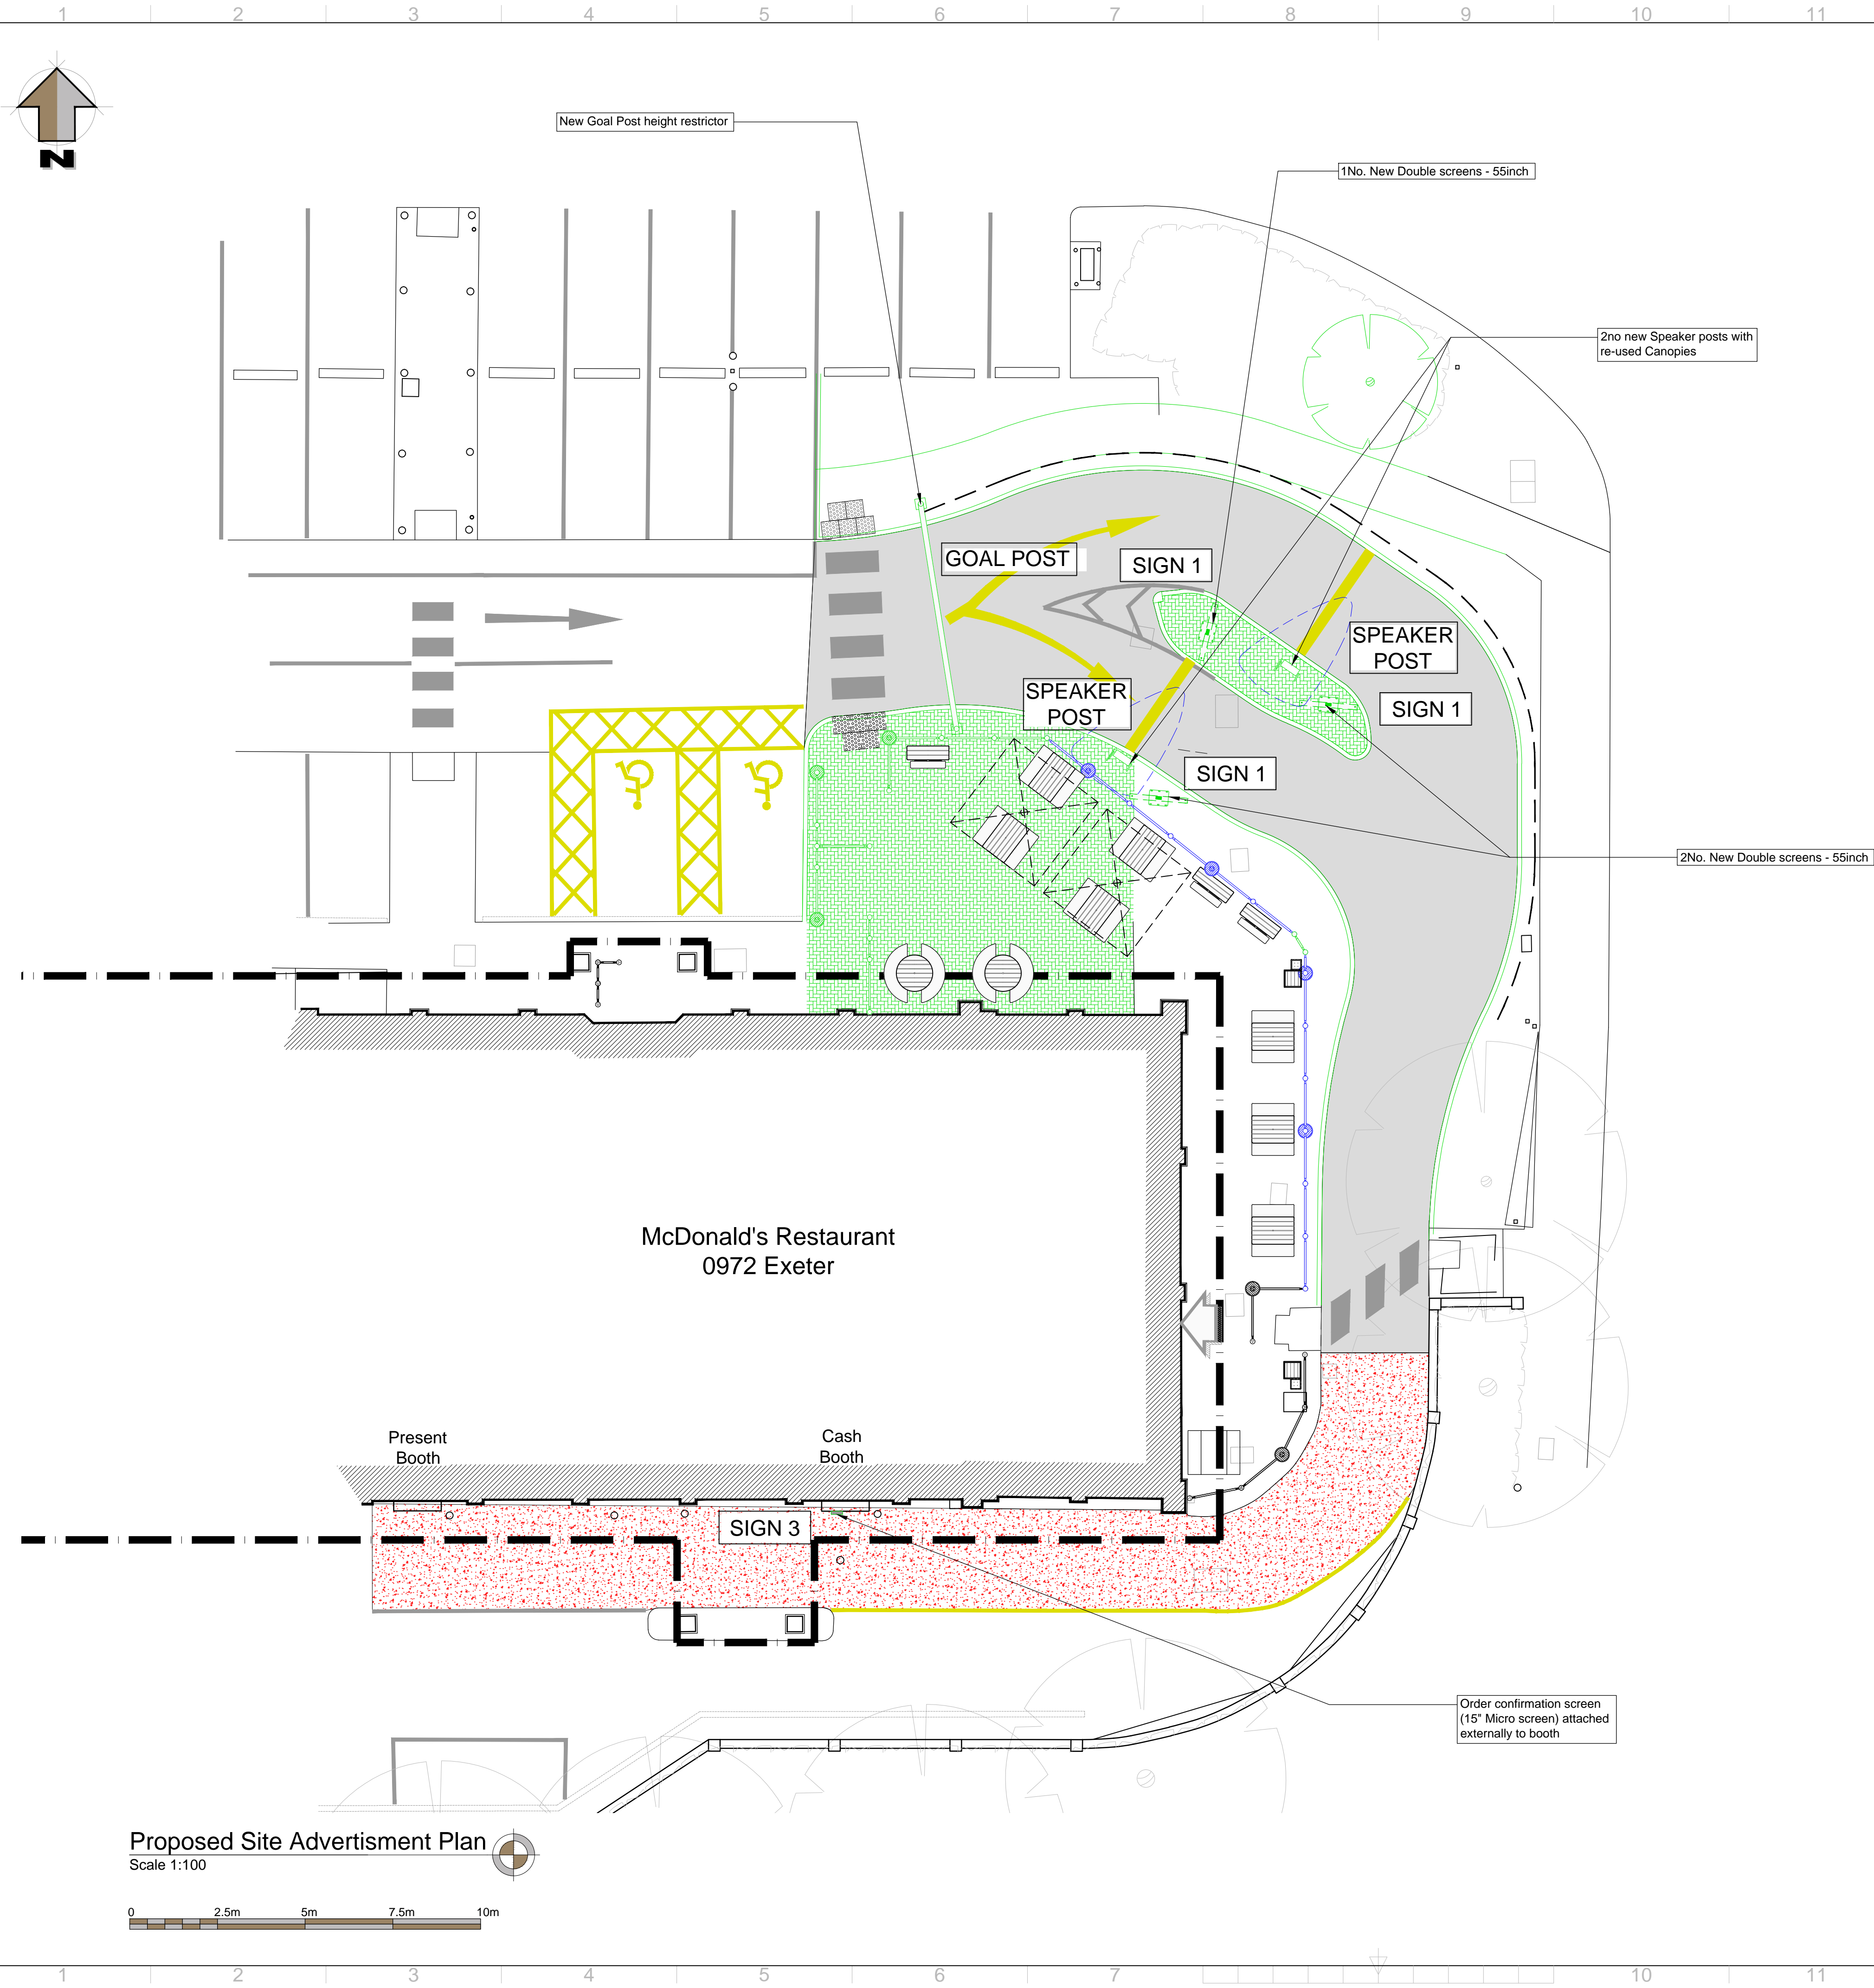 1 2 3 4 5 6 7 8 9 10 11
N
New Goal Post height restrictor
1No. New Double screens - 55inch
2no new Speaker posts with
re-used Canopies
GOAL POST
SIGN 1
SPEAKER
POST
SPEAKER
POST
SIGN 1
SIGN 1
2No. New Double screens - 55inch
McDonald's Restaurant
0972 Exeter
Present
Booth
Cash
Booth
SIGN 3
Order confirmation screen
(15" Micro screen) attached
externally to booth
Proposed Site Advertisment Plan
Scale 1:100
0 2.5m 5m 7.5m 10m
1 2 3 4 5 6 7 10 11